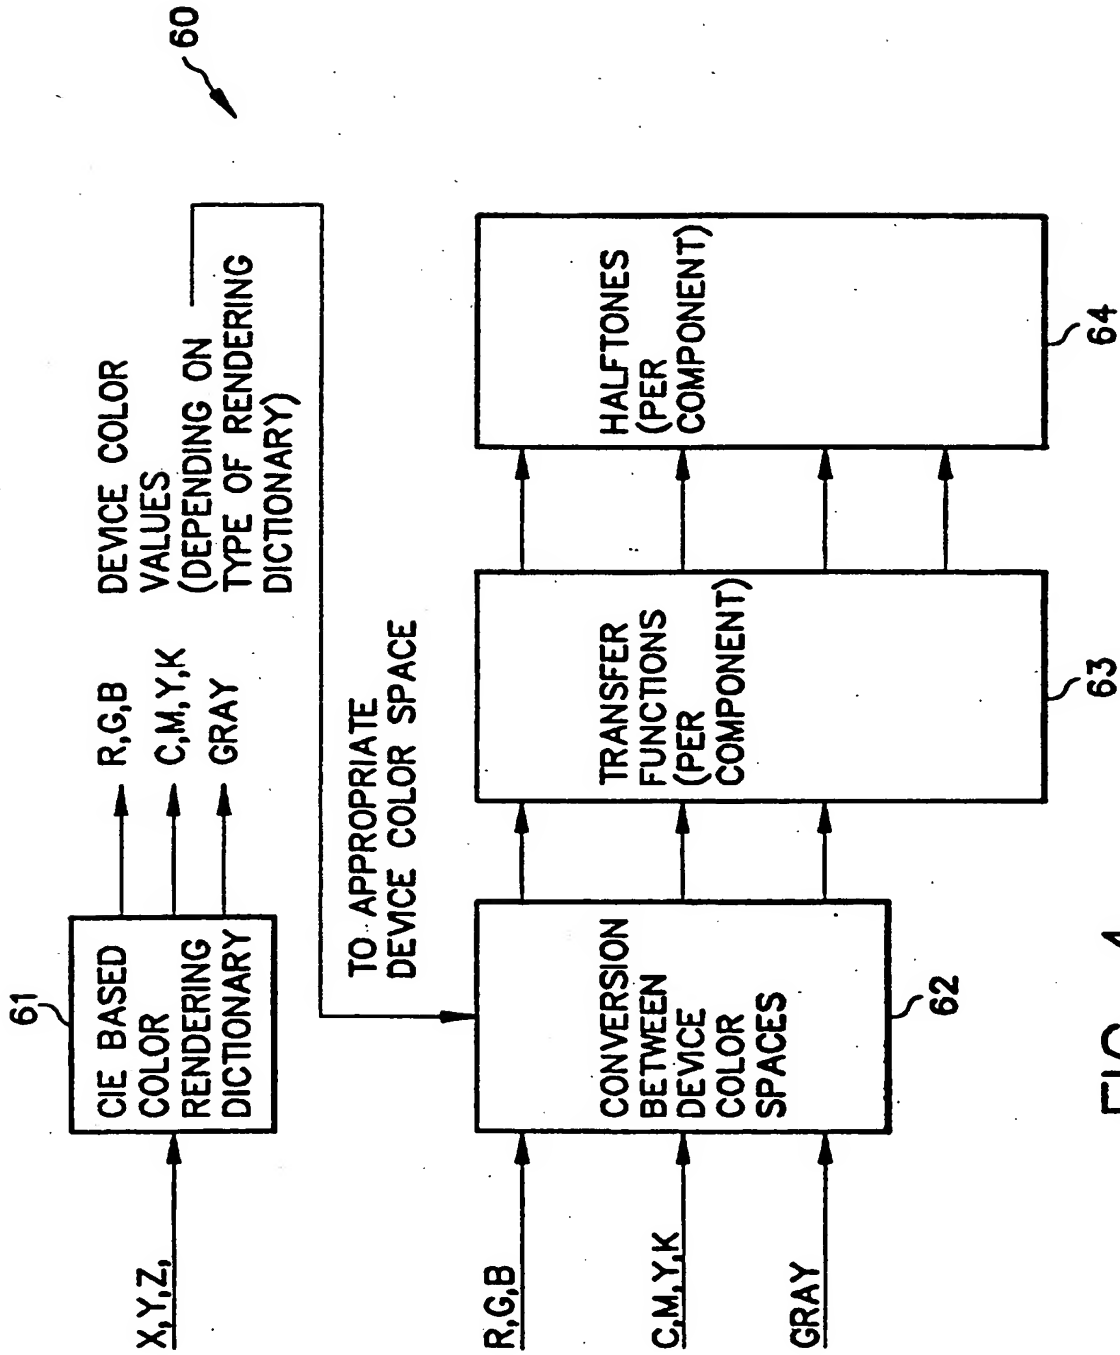 60
61
X,Y,Z,
CIE BASED
COLOR
RENDERING
DICTIONARY
R,G,B
C,M,Y,K
GRAY
DEVICE COLOR
VALUES
(DEPENDING ON
TYPE OF RENDERING
DICTIONARY)
TO APPROPRIATE
DEVICE COLOR SPACE
R,G,B
C,M,Y,K
GRAY
CONVERSION
BETWEEN
DEVICE
COLOR
SPACES
62
TRANSFER
FUNCTIONS
(PER
COMPONENT)
63
HALFTONES
(PER
COMPONENT)
64
FIG. 4